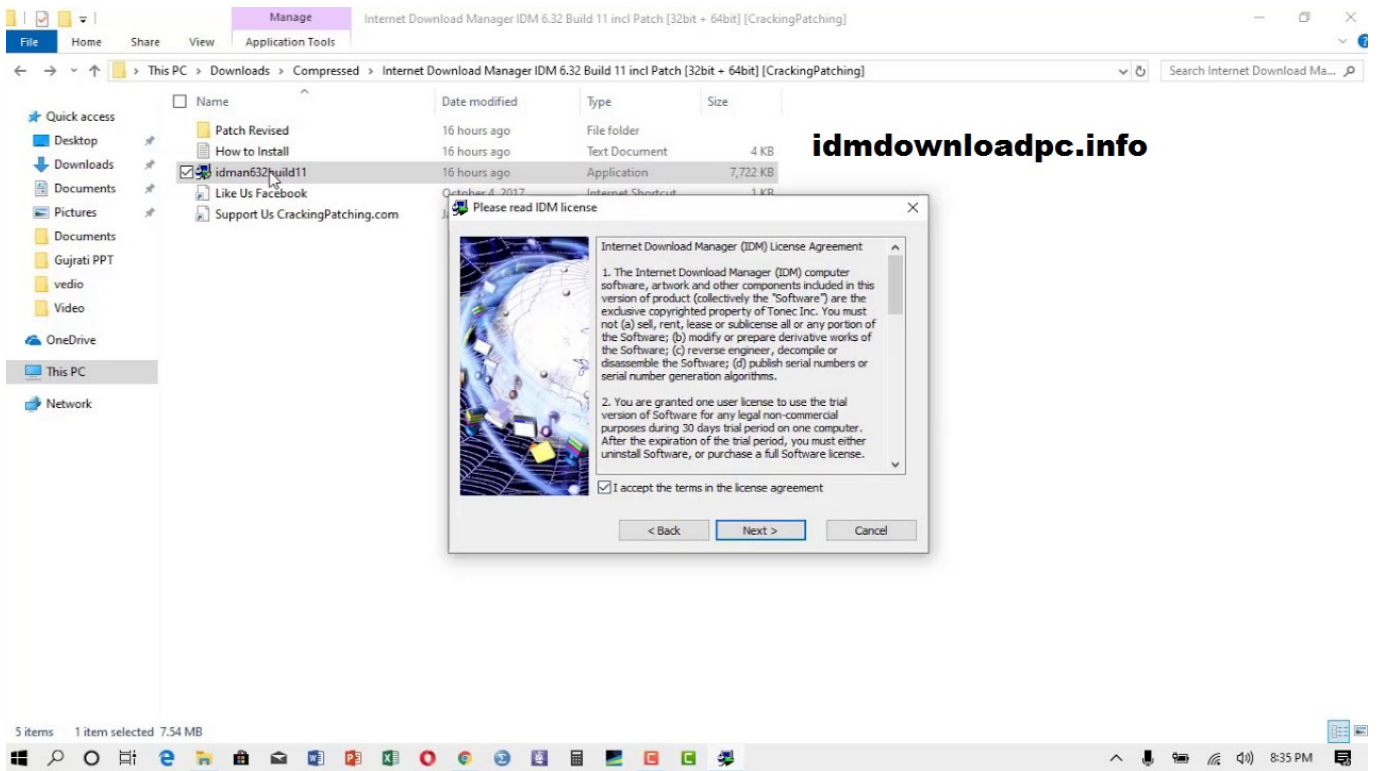 Manage
Internet Download Manager IDM 6.32 Build 11 incl Patch [32bit + 64bit] [CrackingPatching]
File
Home
Share
View
Application Tools
This PC > Downloads > Compressed > Internet Download Manager IDM 6.32 Build 11 incl Patch [32bit + 64bit] [CrackingPatching]
Search Internet Download Ma...
Name
Date modified
Type
Size
Quick access
Desktop
Downloads
Documents
Pictures
Documents
Gujrati PPT
vedio
Video
OneDrive
This PC
Network
Patch Revised 16 hours ago File folder
How to Install 16 hours ago Text Document 4 KB
idman632build11 16 hours ago Application 7,722 KB
Like Us Facebook October 4, 2017 Internet Shortcut 1 KB
Support Us CrackingPatching.com
idmdownloadpc.info
Please read IDM license
Internet Download Manager (IDM) License Agreement
1. The Internet Download Manager (IDM) computer
software, artwork and other components included in this
version of product (collectively the "Software") are the
exclusive copyrighted property of Tonec Inc. You must
not (a) sell, rent, lease or sublicense all or any portion of
the Software; (b) modify or prepare derivative works of
the Software; (c) reverse engineer, decompile or
disassemble the Software; (d) publish serial numbers or
serial number generation algorithms.
2. You are granted one user license to use the trial
version of Software for any legal non-commercial
purposes during 30 days trial period on one computer.
After the expiration of the trial period, you must either
uninstall Software, or purchase a full Software license.
I accept the terms in the license agreement
< Back
Next >
Cancel
5 items 1 item selected 7.54 MB
8:35 PM